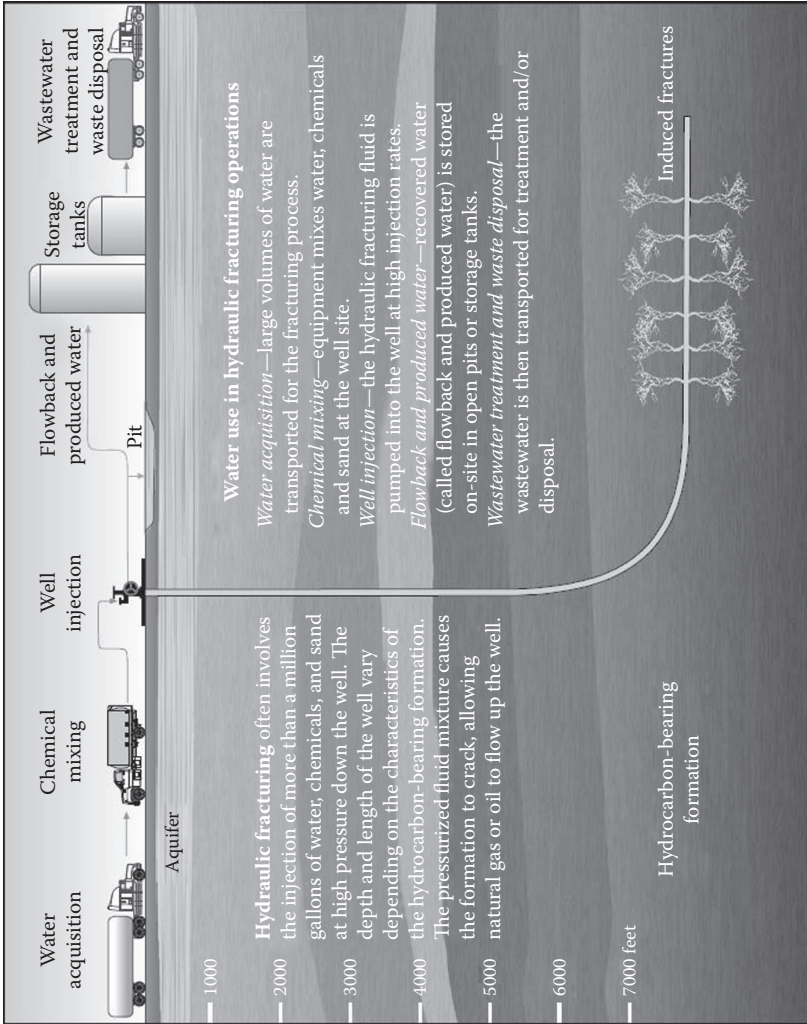 Water
acquisition
Chemical
mixing
Well
injection
Flowback and
produced water
Storage
tanks
Wastewater
treatment and
waste disposal
Pit
Aquifer
Hydraulic fracturing often involves
the injection of more than a million
gallons of water, chemicals, and sand
at high pressure down the well. The
depth and length of the well vary
depending on the characteristics of
the hydrocarbon-bearing formation.
The pressurized fluid mixture causes
the formation to crack, allowing
natural gas or oil to flow up the well.
Water use in hydraulic fracturing operations
Water acquisition—large volumes of water are
transported for the fracturing process.
Chemical mixing—equipment mixes water, chemicals
and sand at the well site.
Well injection—the hydraulic fracturing fluid is
pumped into the well at high injection rates.
Flowback and produced water—recovered water
(called flowback and produced water) is stored
on-site in open pits or storage tanks.
Wastewater treatment and waste disposal—the
wastewater is then transported for treatment and/or
disposal.
1000
2000
3000
4000
5000
6000
7000 feet
Hydrocarbon-bearing
formation
Induced fractures